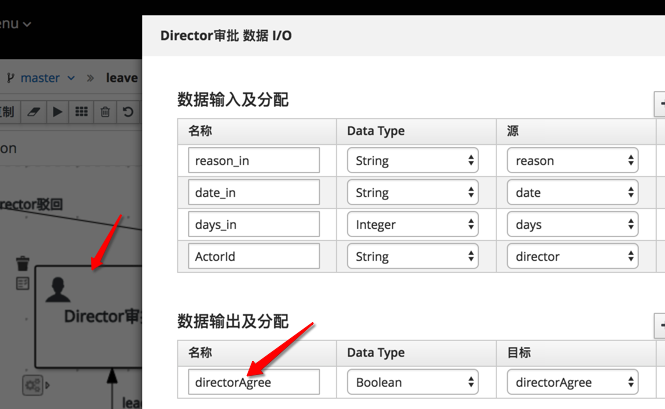 enu
Director审批 数据 I/O
master » leave
数据输入及分配
名称 Data Type 源
on
reason_in String reason
date_in String date
rector驳回
days_in Integer days
ActorId String director
Director审批
数据输出及分配
名称 Data Type 目标
directorAgree Boolean directorAgree
lea